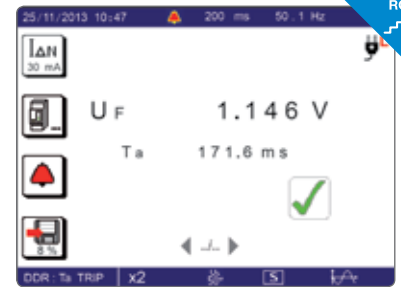 25/11/2013 10:47 200 ms 50.1 Hz
RC
IΔN
30 mA
UF 1.146 V
Ta 171.6 ms
8 %
-/--
DDR: Ta TRIP x2 S